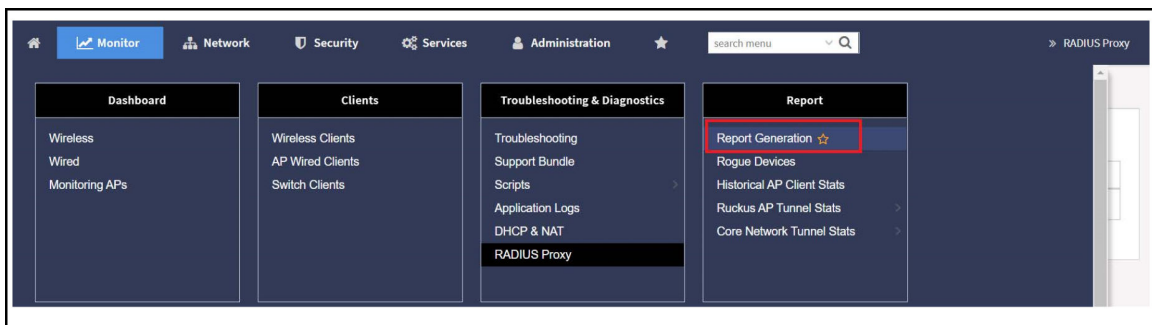 Monitor Network Security Services Administration search menu » RADIUS Proxy
Dashboard
Wireless
Wired
Monitoring APs
Clients
Wireless Clients
AP Wired Clients
Switch Clients
Troubleshooting & Diagnostics
Troubleshooting
Support Bundle
Scripts
Application Logs
DHCP & NAT
RADIUS Proxy
Report
Report Generation
Rogue Devices
Historical AP Client Stats
Ruckus AP Tunnel Stats
Core Network Tunnel Stats